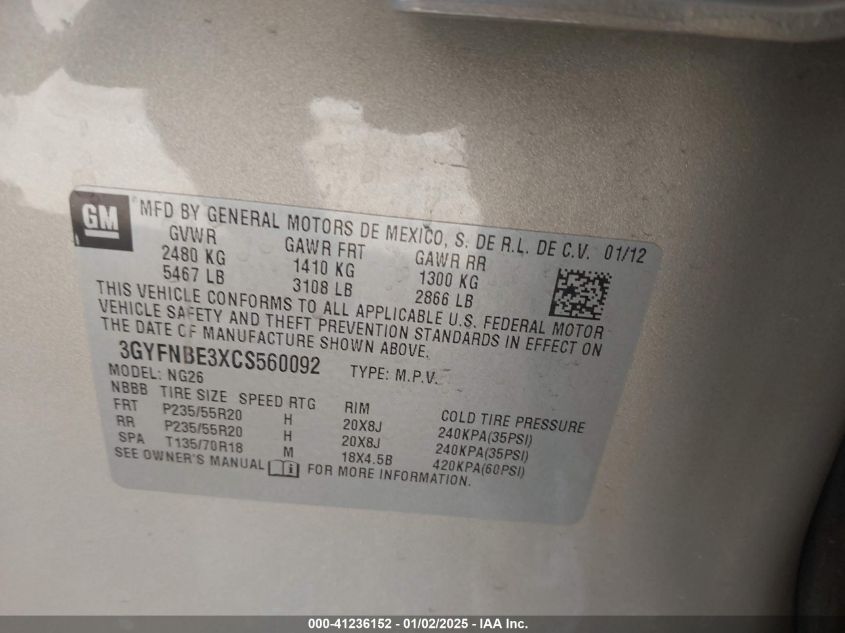 GM MFD BY GENERAL MOTORS DE MEXICO, S. DE R.L. DE C.V. 01/12
GVWR GAWR FRT GAWR RR
2480 KG 1410 KG 1300 KG
5467 LB 3108 LB 2866 LB
THIS VEHICLE CONFORMS TO ALL APPLICABLE U.S. FEDERAL MOTOR
VEHICLE SAFETY AND THEFT PREVENTION STANDARDS IN EFFECT ON
THE DATE OF MANUFACTURE SHOWN ABOVE.
3GYFNBE3XCS560092 TYPE: M.P.V.
MODEL: NG26
NBBB TIRE SIZE SPEED RTG RIM COLD TIRE PRESSURE
FRT P235/55R20 H 20X8J 240KPA(35PSI)
RR P235/55R20 H 20X8J 240KPA(35PSI)
SPA T135/70R18 M 18X4.5B 420KPA(60PSI)
SEE OWNER'S MANUAL i FOR MORE INFORMATION.
000-41236152 - 01/02/2025 - IAA Inc.